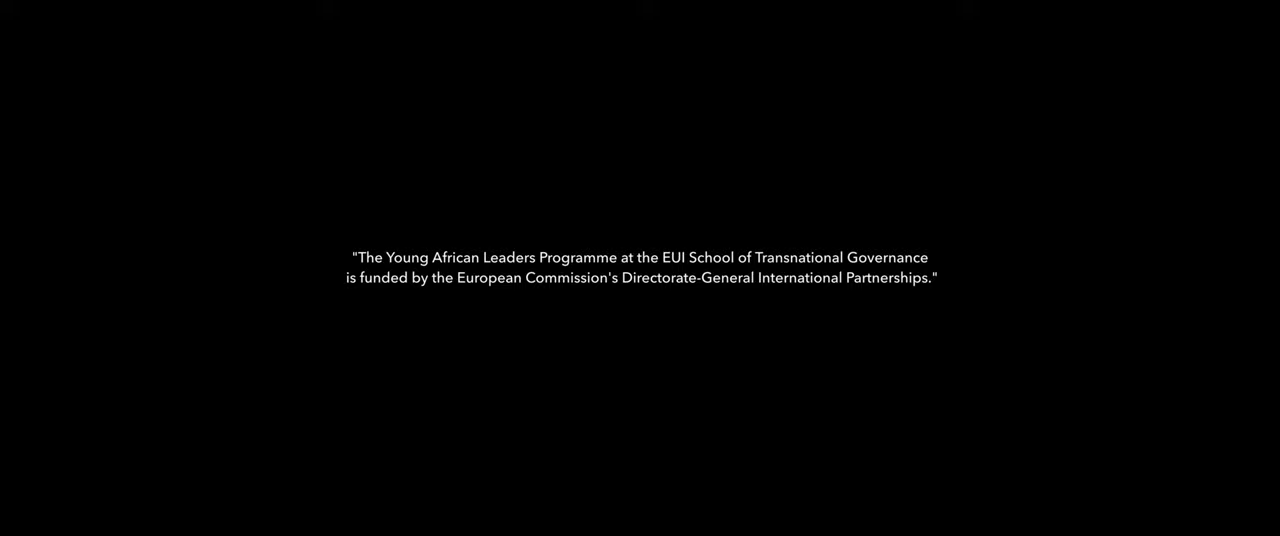 "The Young African Leaders Programme at the EUI School of Transnational Governance
is funded by the European Commission's Directorate-General International Partnerships."